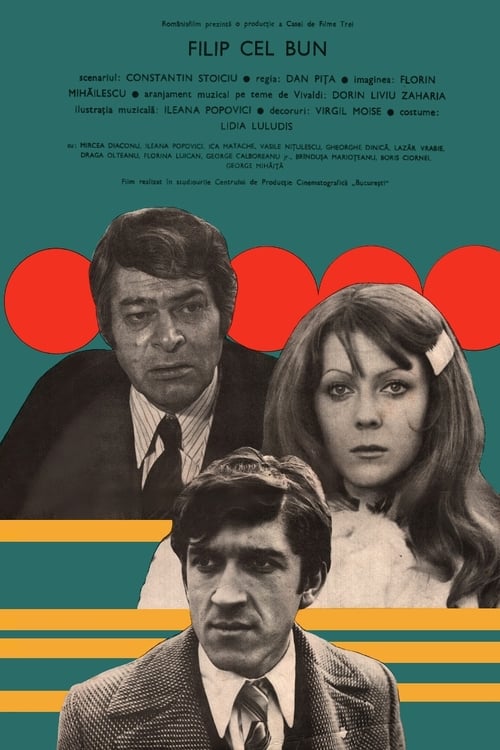 Româniafilm prezintă o producție a Casei de Filme Trei
FILIP CEL BUN
scenariul: CONSTANTIN STOICIU ● regia: DAN PIȚA ● imaginea: FLORIN
MIHĂILESCU ● aranjament muzical pe teme de Vivaldi: DORIN LIVIU ZAHARIA
ilustrația muzicală: ILEANA POPOVICI ● decoruri: VIRGIL MOISE ● costume:
LIDIA LULUDIS
cu: MIRCEA DIACONU, ILEANA POPOVICI, ICA MATACHE, VASILE NIȚULESCU, GHEORGHE DINICĂ, LAZĂR VRABIE,
DRAGA OLTEANU, FLORINA LUICAN, GEORGE CALBOREANU jr., BRÎNDUȘA MARIOȚEANU, BORIS CIORNEI,
GEORGE MIHĂIȚĂ
Film realizat în studiourile Centrului de Producție Cinematografică „București”